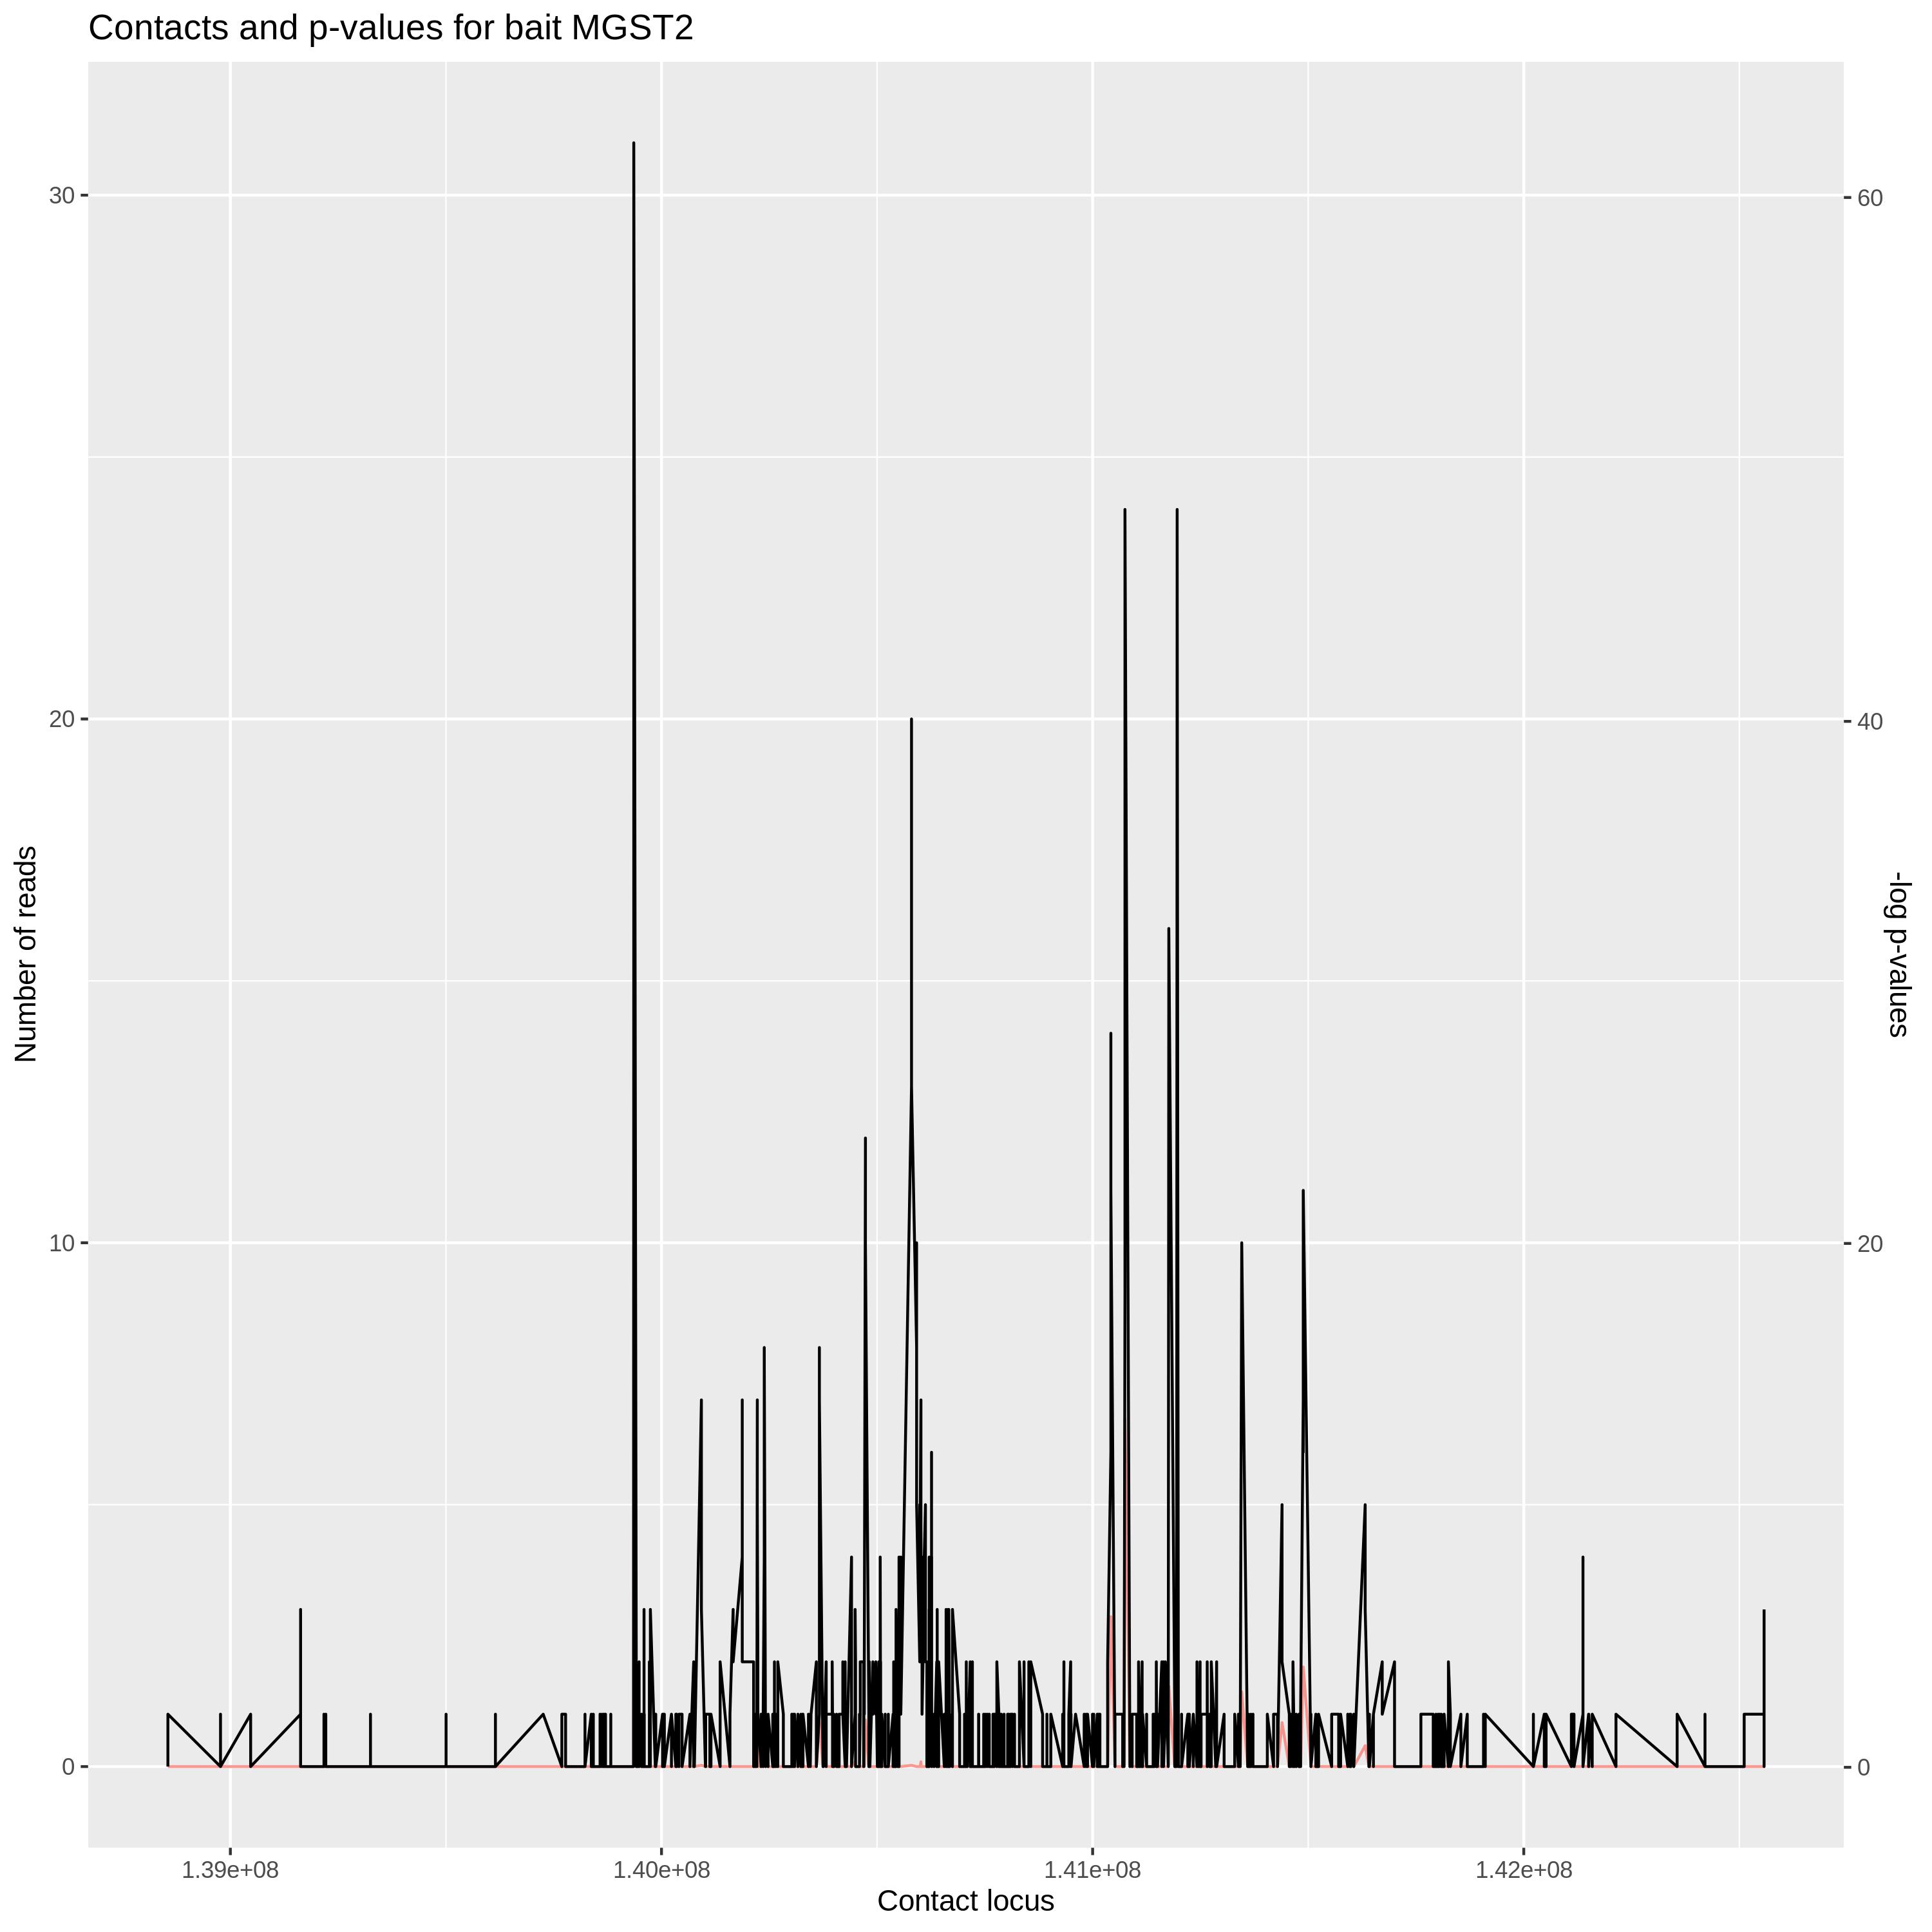 Contacts and p-values for bait MGST2
30
20
10
0
Number of reads
60
40
20
0
-log p-values
1.39e+08
1.40e+08
1.41e+08
1.42e+08
Contact locus